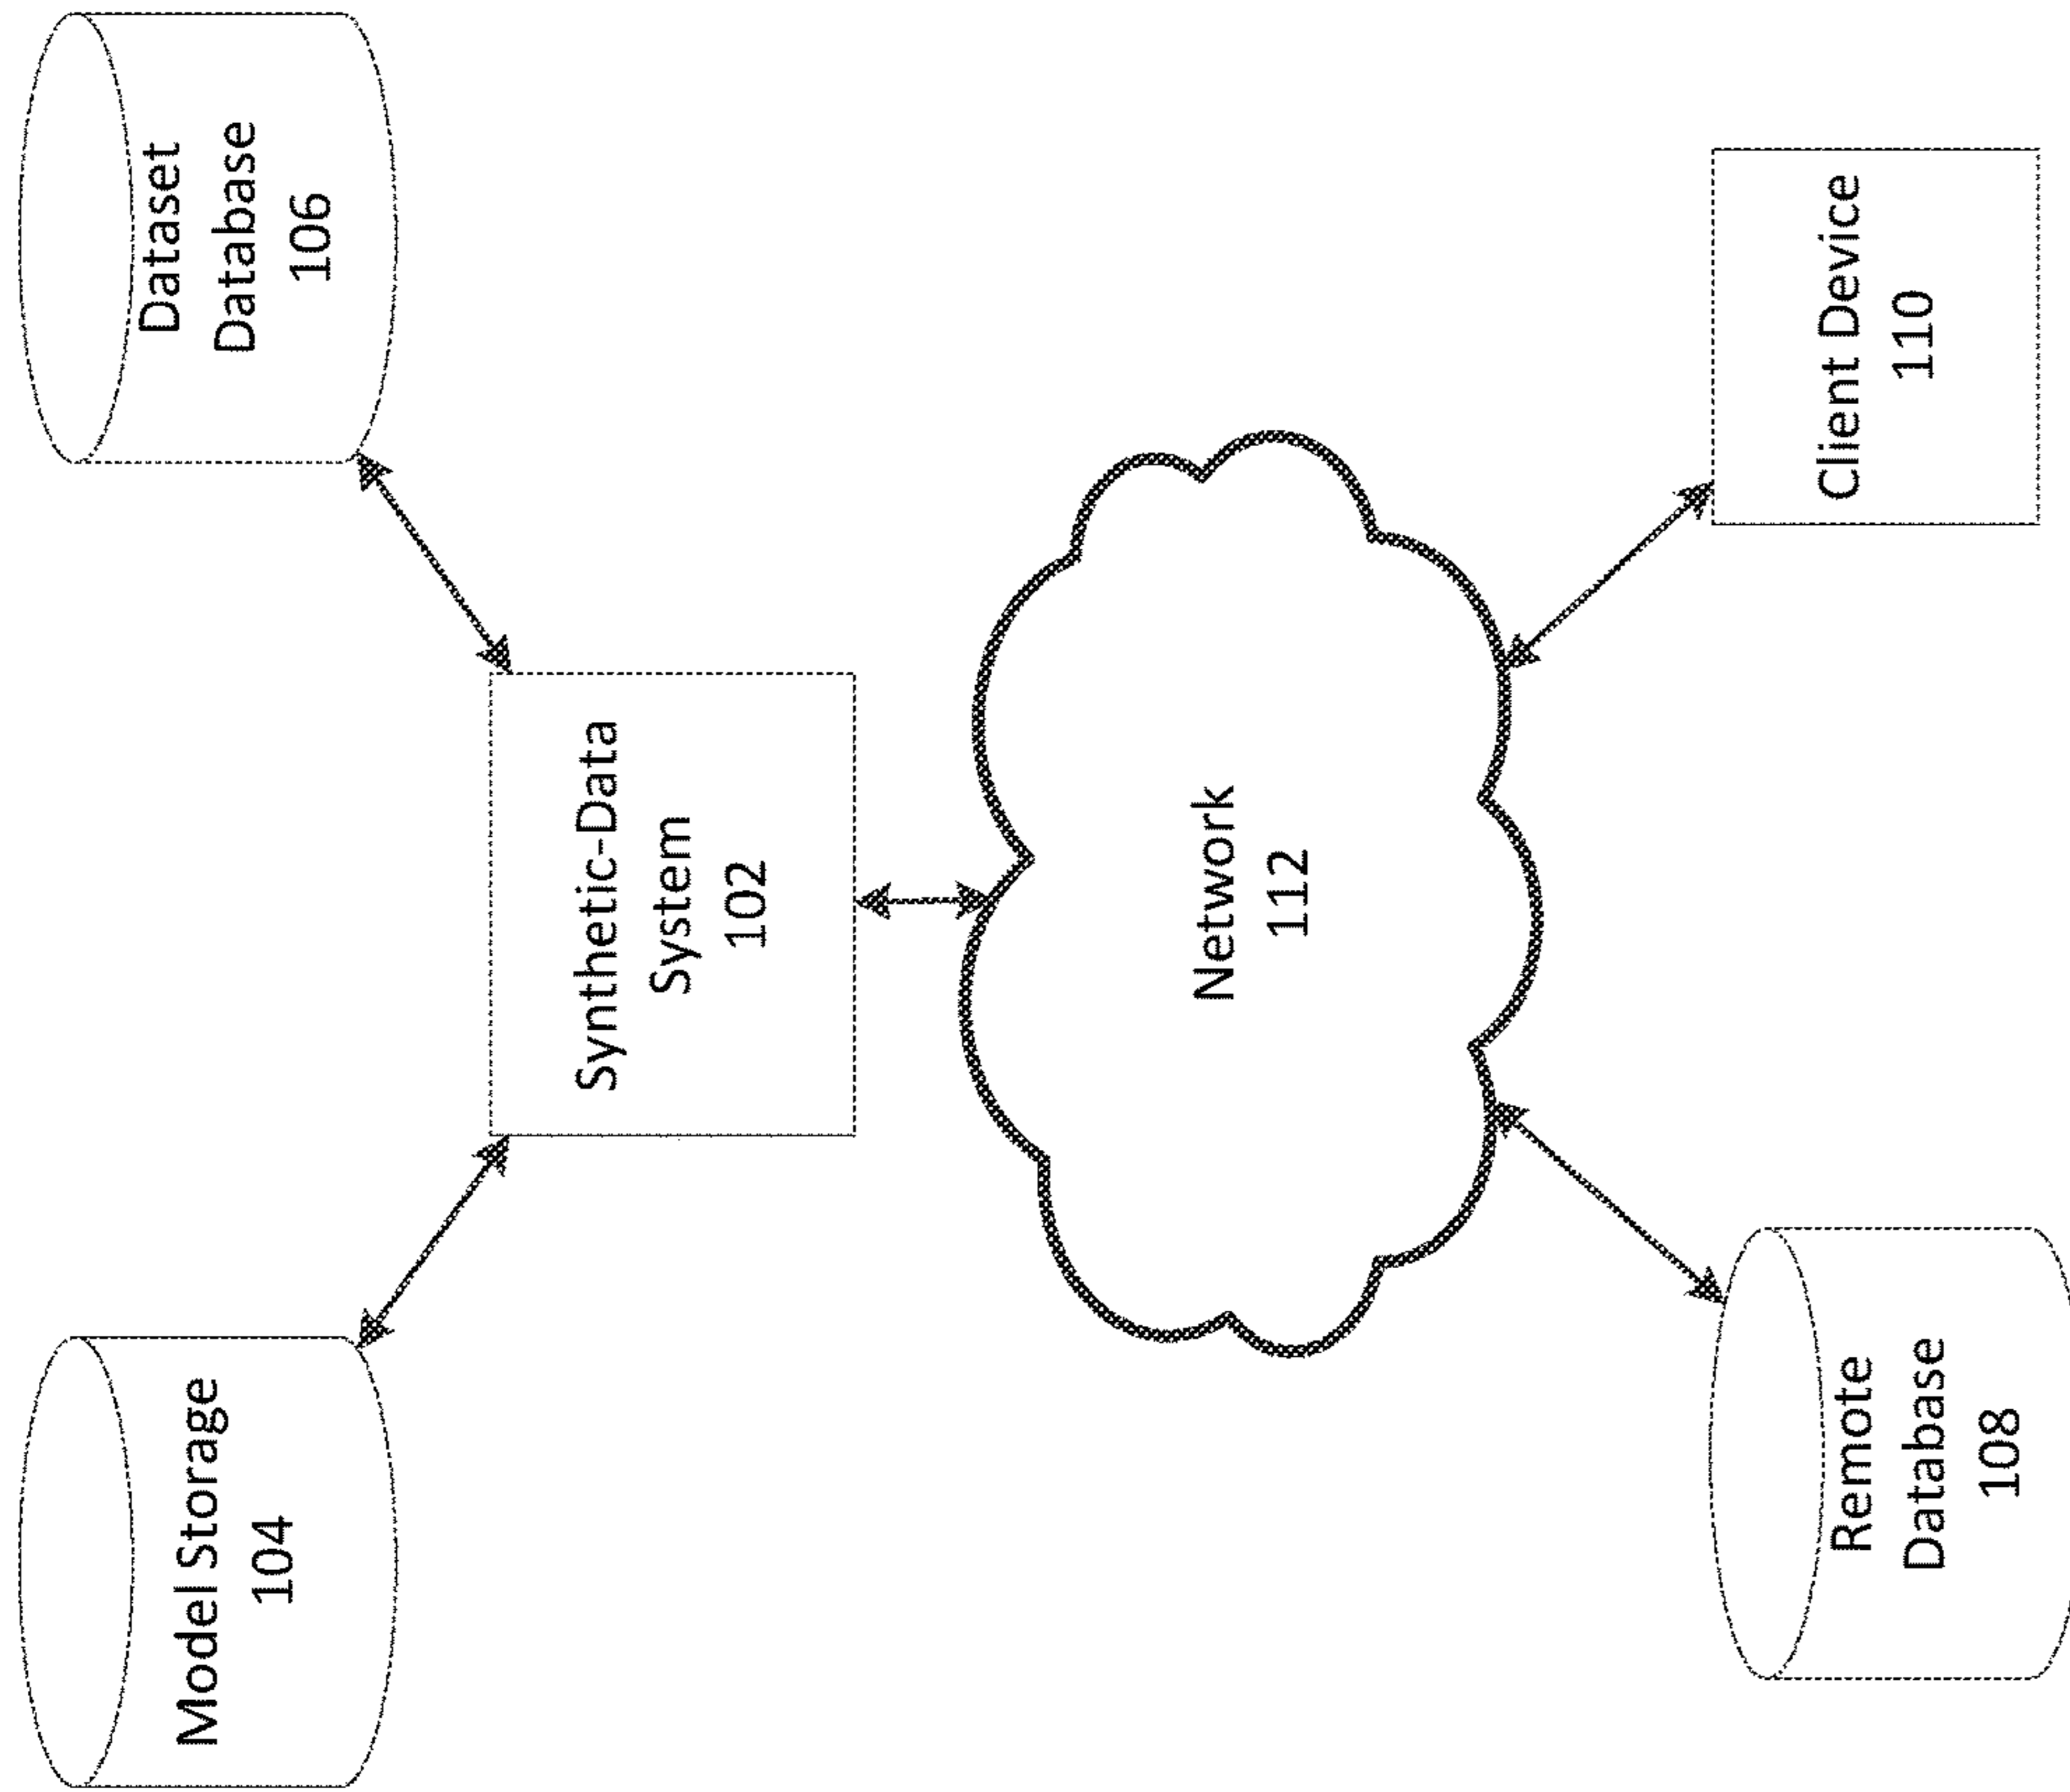 Model Storage
104
Dataset
Database
106
Synthetic-Data
System
102
Network
112
Remote
Database
108
Client Device
110